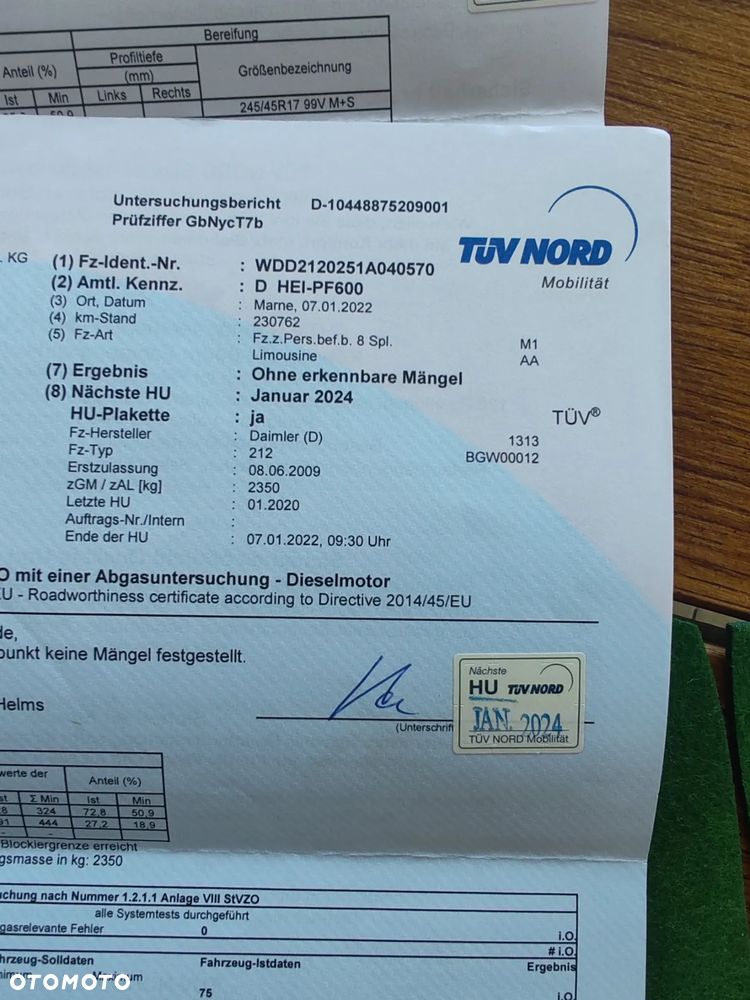 Bereifung
Anteil (%)
Profiltiefe
(mm)
Größenbezeichnung
Ist Min Links Rechts
245/45R17 99V M+S
Untersuchungsbericht D-10448875209001
Prüfziffer GbNycT7b
TÜV NORD
Mobilität
. KG
(1) Fz-Ident.-Nr. : WDD2120251A040570
(2) Amtl. Kennz. : D HEI-PF600
(3) Ort, Datum : Marne, 07.01.2022
(4) km-Stand : 230762
(5) Fz-Art : Fz.z.Pers.bef.b. 8 Spl. M1
Limousine AA
(7) Ergebnis : Ohne erkennbare Mängel
(8) Nächste HU : Januar 2024
HU-Plakette : ja TÜV®
Fz-Hersteller : Daimler (D) 1313
Fz-Typ : 212 BGW00012
Erstzulassung : 08.06.2009
zGM / zAL [kg] : 2350
Letzte HU : 01.2020
Auftrags-Nr./Intern :
Ende der HU : 07.01.2022, 09:30 Uhr
O mit einer Abgasuntersuchung - Dieselmotor
EU - Roadworthiness certificate according to Directive 2014/45/EU
de,
punkt keine Mängel festgestellt.
Helms
(Unterschrift
Nächste
HU TÜV NORD
JAN. 2024
TÜV NORD Mobilität
werte der Anteil (%)
st Σ Min Ist Min
28 324 72,8 50,9
91 444 27,2 18,9
- -
Blockiergrenze erreicht
gsmasse in kg: 2350
chung nach Nummer 1.2.1.1 Anlage VIII StVZO
alle Systemtests durchgeführt
gasrelevante Fehler 0 i.O.
# i.O.
hrzeug-Solldaten Fahrzeug-Istdaten Ergebnis
75 i.O.
OTOMOTO